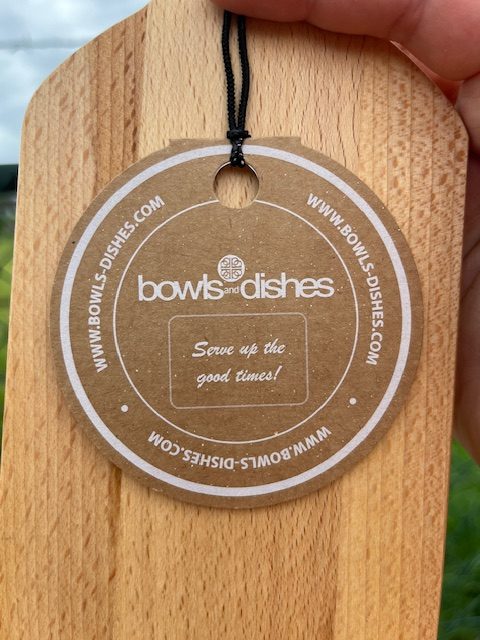 WWW.BOWLS-DISHES.COM
WWW.BOWLS-DISHES.COM
bowls and dishes
Serve up the
good times!
WWW.BOWLS-DISHES.COM